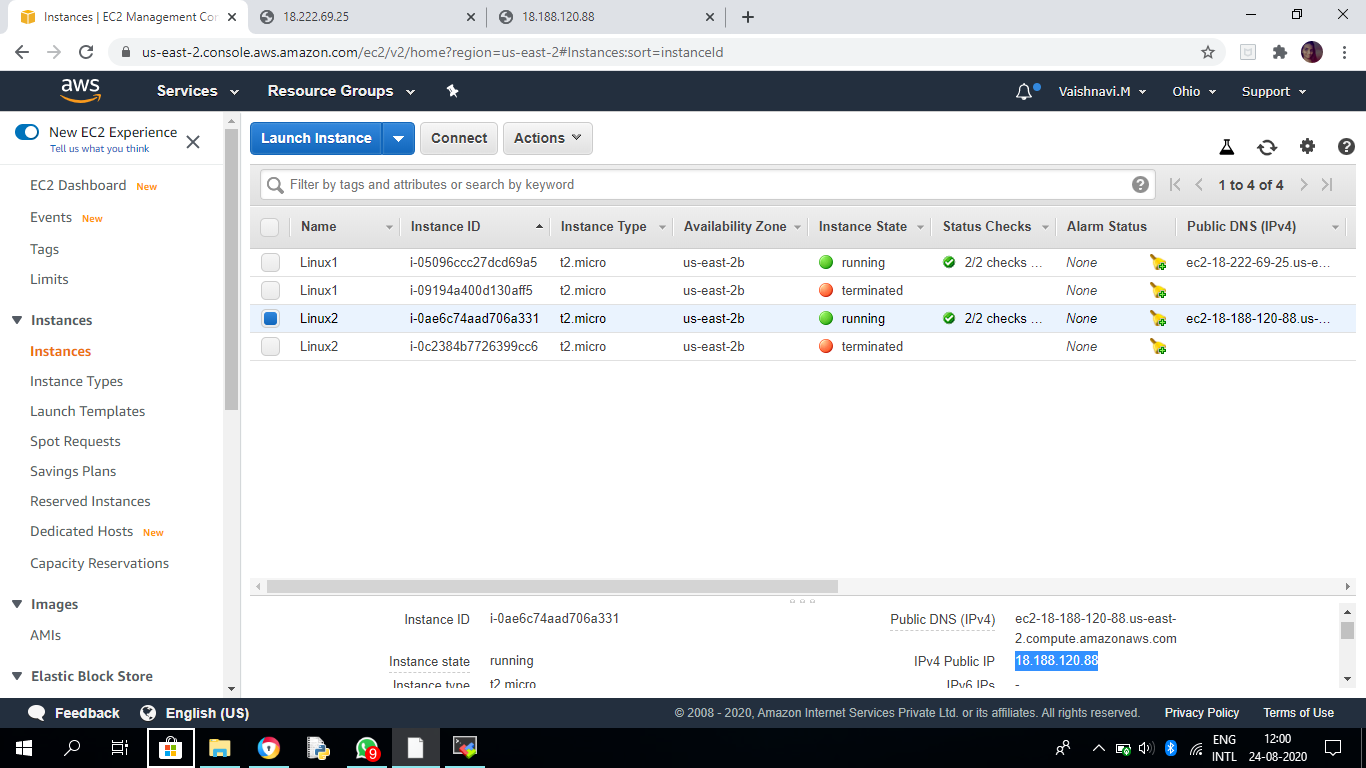 Instances | EC2 Management Con
18.222.69.25
18.188.120.88
us-east-2.console.aws.amazon.com/ec2/v2/home?region=us-east-2#Instances:sort=instanceId
aws
Services
Resource Groups
Vaishnavi.M
Ohio
Support
New EC2 Experience
Tell us what you think
EC2 Dashboard New
Events New
Tags
Limits
Instances
Instances
Instance Types
Launch Templates
Spot Requests
Savings Plans
Reserved Instances
Dedicated Hosts New
Capacity Reservations
Images
AMIs
Elastic Block Store
Launch Instance
Connect
Actions
Filter by tags and attributes or search by keyword
1 to 4 of 4
Name Instance ID Instance Type Availability Zone Instance State Status Checks Alarm Status Public DNS (IPv4)
Linux1 i-05096ccc27dcd69a5 t2.micro us-east-2b running 2/2 checks ... None ec2-18-222-69-25.us-e...
Linux1 i-09194a400d130aff5 t2.micro us-east-2b terminated None
Linux2 i-0ae6c74aad706a331 t2.micro us-east-2b running 2/2 checks ... None ec2-18-188-120-88.us-...
Linux2 i-0c2384b7726399cc6 t2.micro us-east-2b terminated None
Instance ID i-0ae6c74aad706a331
Public DNS (IPv4) ec2-18-188-120-88.us-east-
2.compute.amazonaws.com
Instance state running
IPv4 Public IP 18.188.120.88
Instance type t2.micro
IPv6 IPs -
Feedback
English (US)
© 2008 - 2020, Amazon Internet Services Private Ltd. or its affiliates. All rights reserved.
Privacy Policy
Terms of Use
9
ENG
INTL
12:00
24-08-2020